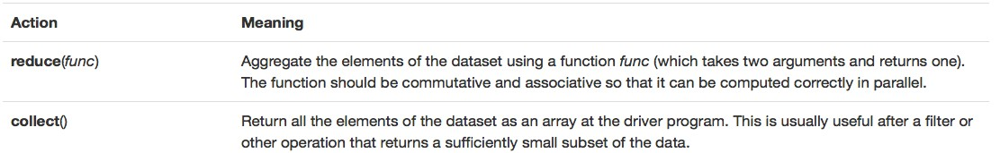 Action Meaning
reduce(func) Aggregate the elements of the dataset using a function func (which takes two arguments and returns one).
The function should be commutative and associative so that it can be computed correctly in parallel.
collect() Return all the elements of the dataset as an array at the driver program. This is usually useful after a filter or
other operation that returns a sufficiently small subset of the data.